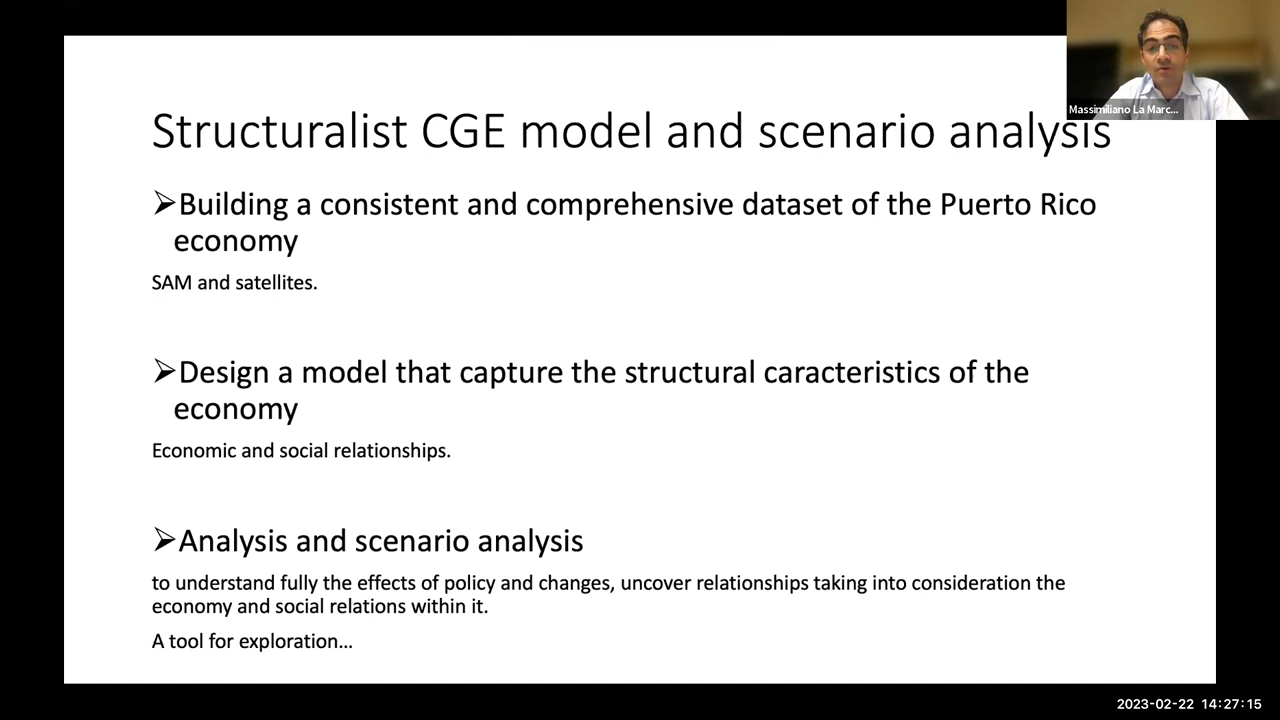 Massimiliano La Marc...
Structuralist CGE model and scenario analysis
➢Building a consistent and comprehensive dataset of the Puerto Rico
economy
SAM and satellites.
➢Design a model that capture the structural caracteristics of the
economy
Economic and social relationships.
➢Analysis and scenario analysis
to understand fully the effects of policy and changes, uncover relationships taking into consideration the
economy and social relations within it.
A tool for exploration...
2023-02-22 14:27:15